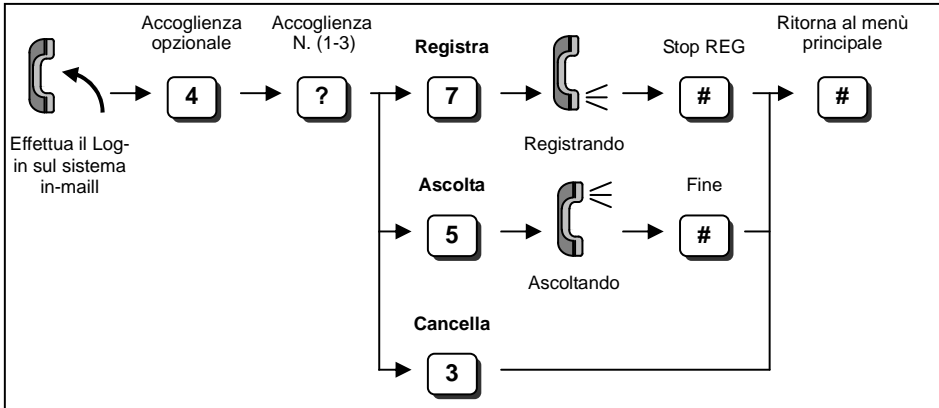 Accoglienza
opzionale
Accoglienza
N. (1-3)
Registra
Stop REG
Ritorna al menù
principale
4
?
7
#
#
Effettua il Log-
in sul sistema
in-maill
Registrando
Ascolta
Fine
5
#
Ascoltando
Cancella
3